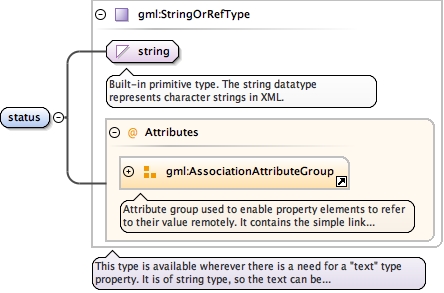 gml:StringOrRefType
string
Built-in primitive type. The string datatype
represents character strings in XML.
status
@ Attributes
gml:AssociationAttributeGroup
Attribute group used to enable property elements to refer
to their value remotely. It contains the simple link...
This type is available wherever there is a need for a "text" type
property. It is of string type, so the text can be...